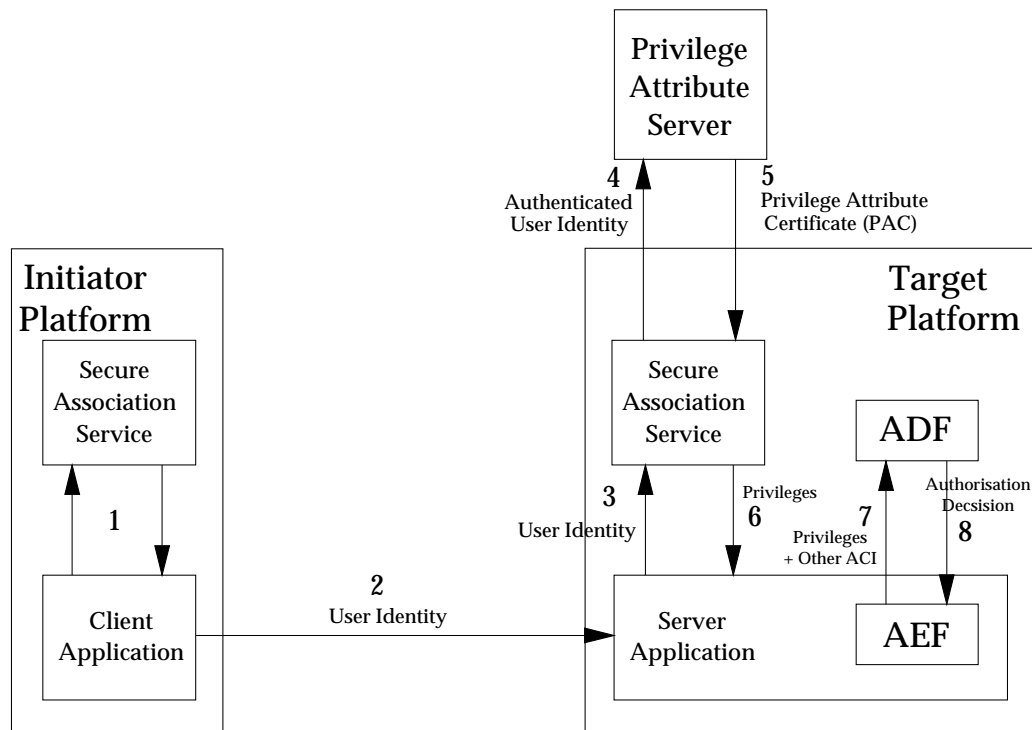 Privilege
Attribute
Server
4
Authenticated
User Identity
5
Privilege Attribute
Certificate (PAC)
Initiator
Platform
Target
Platform
Secure
Association
Service
Secure
Association
Service
ADF
1
3
User Identity
Privileges
6
7
Privileges
+ Other ACI
Authorisation
Decsision
8
2
User Identity
Client
Application
Server
Application
AEF